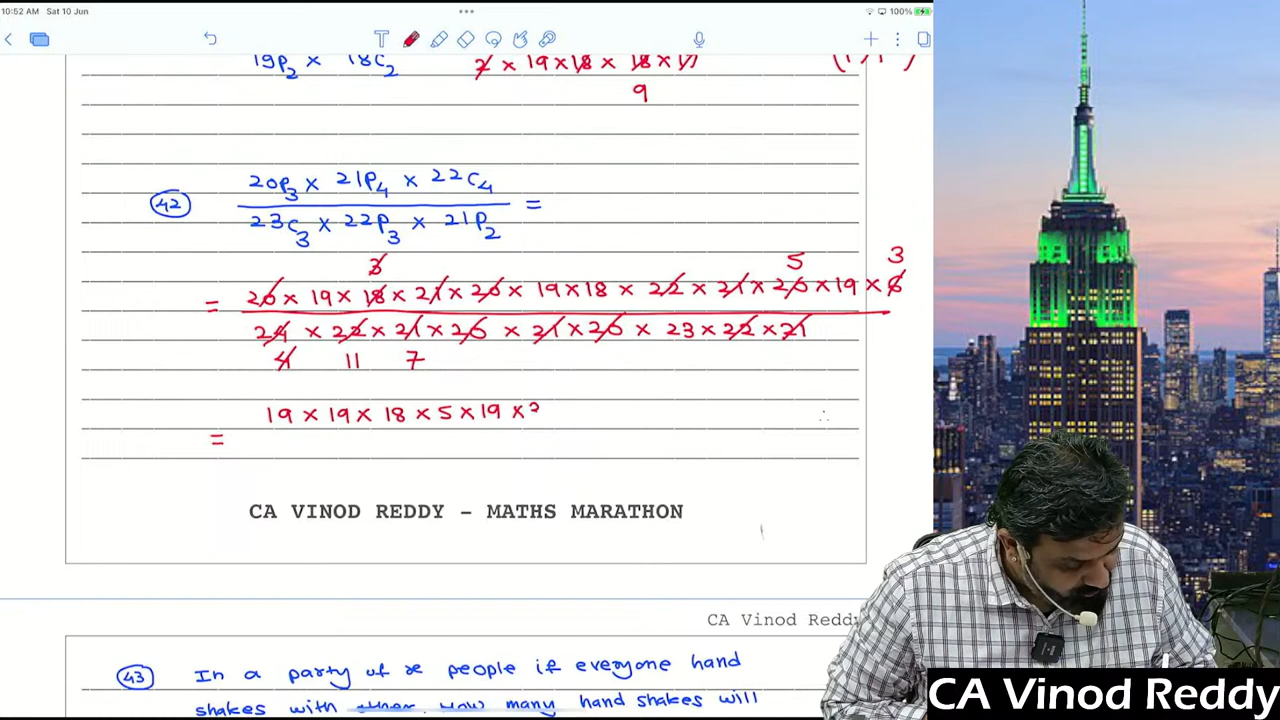 10:52 AM Sat 10 Jun
100%
19P2 × 18C2
2 × 19 × 18 × 18 × 17
9
42
20P3 × 21P4 × 22C4
23C3 × 22P3 × 21P2
=
3 5 3
= 20 × 19 × 18 × 21 × 20 × 19 × 18 × 22 × 21 × 20 × 19 × 6
24 × 22 × 21 × 20 × 21 × 20 × 23 × 22 × 21
4 11 7
19 × 19 × 18 × 5 × 19 ×
=
CA VINOD REDDY - MATHS MARATHON
CA Vinod Reddy
43 In a party of x people if everyone hand
shakes with other. How many hand shakes will
CA Vinod Reddy